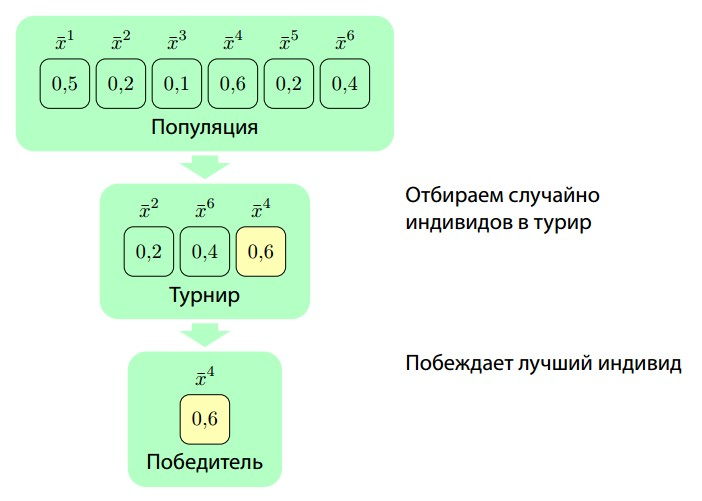 x̄¹ x̄² x̄³ x̄⁴ x̄⁵ x̄⁶
0,5 0,2 0,1 0,6 0,2 0,4
Популяция
Отбираем случайно
индивидов в турир
x̄² x̄⁶ x̄⁴
0,2 0,4 0,6
Турнир
Побеждает лучший индивид
x̄⁴
0,6
Победитель